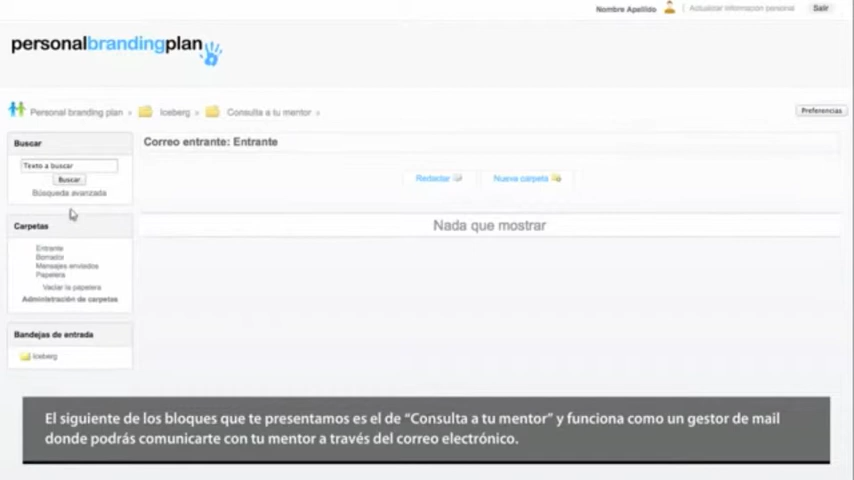 Nombre Apellido | Actualizar información personal Salir
personalbrandingplan
Personal branding plan » Iceberg » Consulta a tu mentor » Preferencias
Buscar
Correo entrante: Entrante
Texto a buscar
Buscar
Búsqueda avanzada
Redactar
Nueva carpeta
Carpetas
Nada que mostrar
Entrante
Borrador
Mensajes enviados
Papelera
Vaciar la papelera
Administración de carpetas
Bandejas de entrada
Iceberg
El siguiente de los bloques que te presentamos es el de “Consulta a tu mentor” y funciona como un gestor de mail
donde podrás comunicarte con tu mentor a través del correo electrónico.